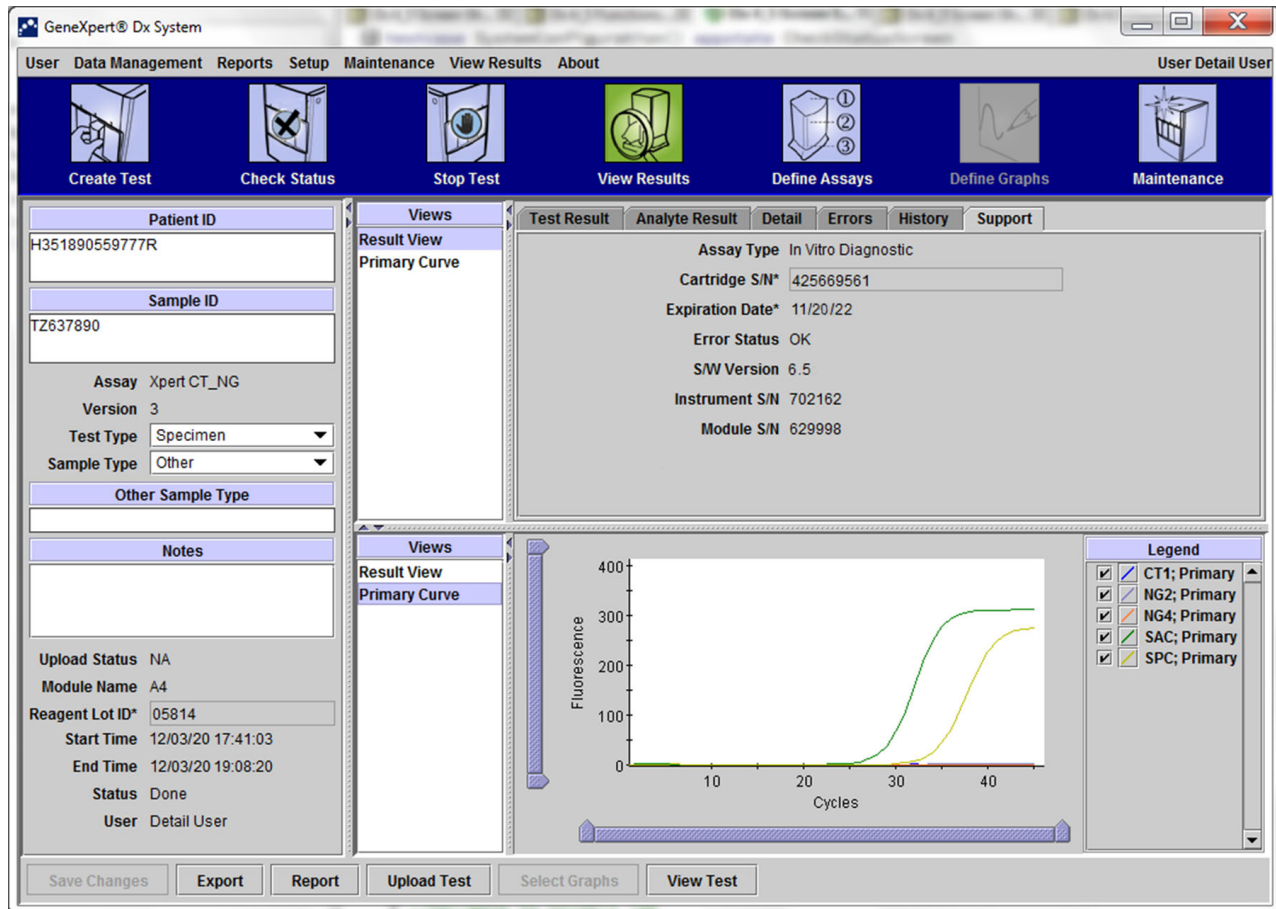 GeneXpert® Dx System
User Data Management Reports Setup Maintenance View Results About User Detail User
Create Test Check Status Stop Test View Results Define Assays Define Graphs Maintenance
① ② ③
Patient ID
H351890559777R
Sample ID
TZ637890
Assay Xpert CT_NG
Version 3
Test Type Specimen
Sample Type Other
Other Sample Type
Notes
Upload Status NA
Module Name A4
Reagent Lot ID* 05814
Start Time 12/03/20 17:41:03
End Time 12/03/20 19:08:20
Status Done
User Detail User
Views
Result View
Primary Curve
Test Result Analyte Result Detail Errors History Support
Assay Type In Vitro Diagnostic
Cartridge S/N* 425669561
Expiration Date* 11/20/22
Error Status OK
S/W Version 6.5
Instrument S/N 702162
Module S/N 629998
Views
Result View
Primary Curve
Fluorescence
400
300
200
100
0
10 20 30 40
Cycles
Legend
CT1; Primary
NG2; Primary
NG4; Primary
SAC; Primary
SPC; Primary
Save Changes Export Report Upload Test Select Graphs View Test